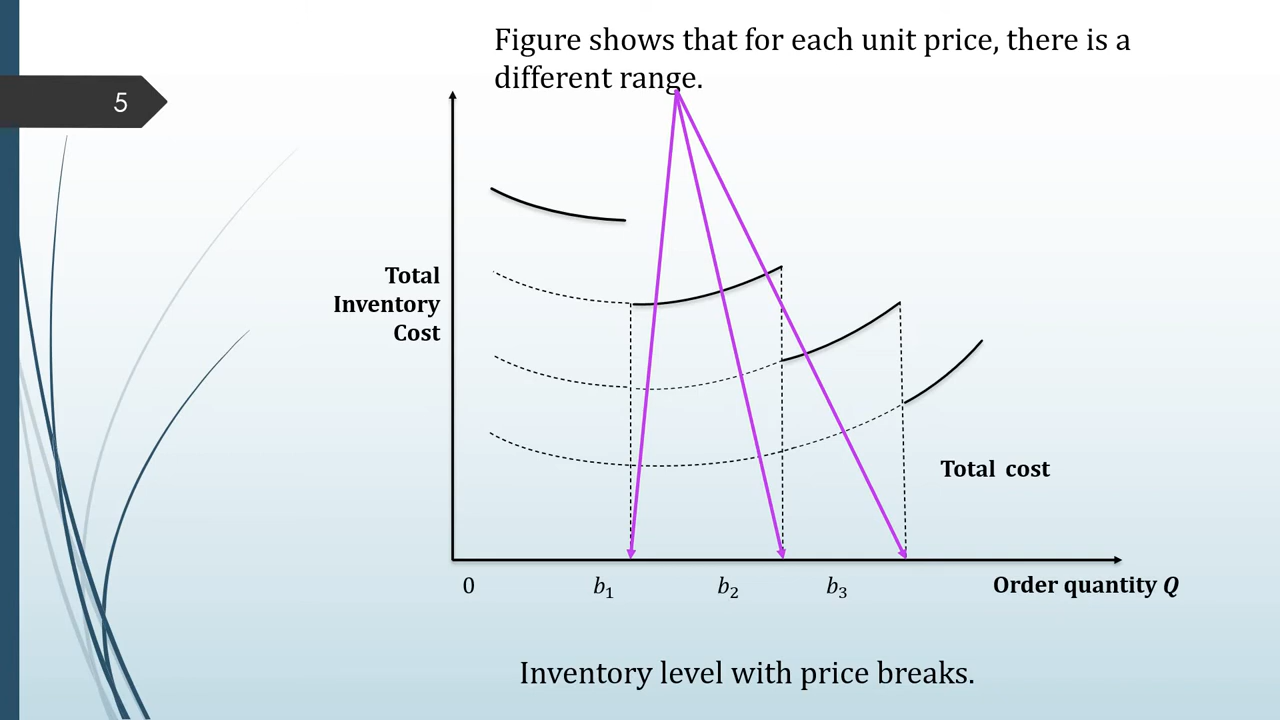 Figure shows that for each unit price, there is a
different range.
5
Total
Inventory
Cost
Total cost
0 b₁ b₂ b₃ Order quantity Q
Inventory level with price breaks.